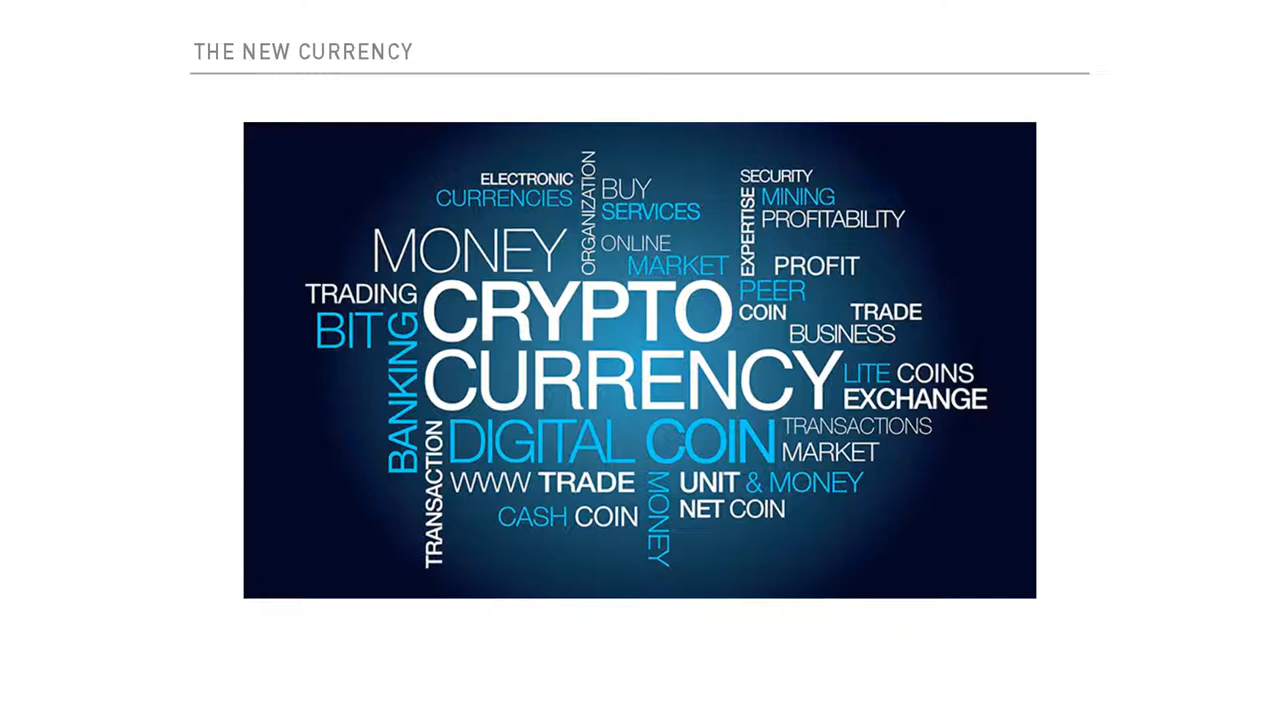 THE NEW CURRENCY
ELECTRONIC
CURRENCIES
ORGANIZATION
BUY
SERVICES
ONLINE
MARKET
SECURITY
EXPERTISE
MINING
PROFITABILITY
PROFIT
PEER
COIN
TRADE
BUSINESS
MONEY
TRADING
BIT
BANKING
CRYPTO
CURRENCY
LITE COINS
EXCHANGE
TRANSACTION
DIGITAL COIN
TRANSACTIONS
MARKET
WWW TRADE
CASH COIN
MONEY
UNIT & MONEY
NET COIN